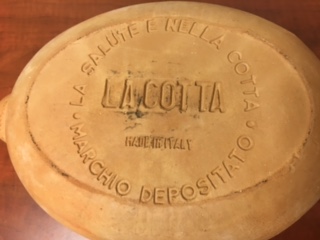 • LA SALUTE E NELLA COTTA •
LA COTTA
MADE IN ITALY
MARCHIO DEPOSITATO